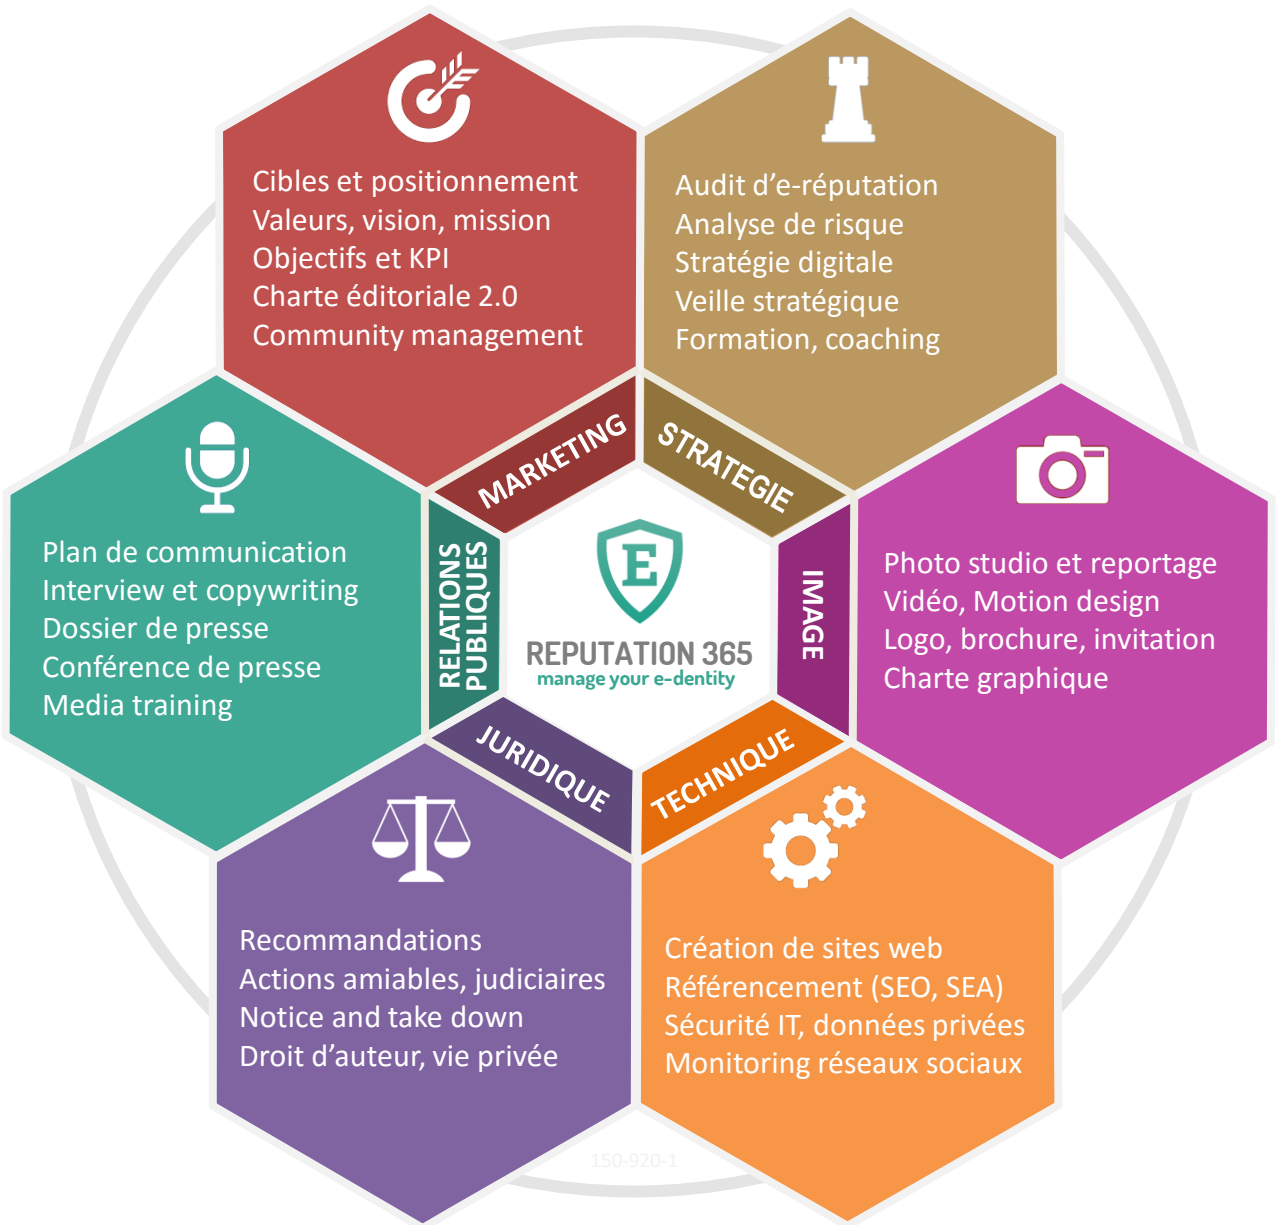 Cibles et positionnement
Valeurs, vision, mission
Objectifs et KPI
Charte éditoriale 2.0
Community management
MARKETING
Audit d’e-réputation
Analyse de risque
Stratégie digitale
Veille stratégique
Formation, coaching
STRATEGIE
Plan de communication
Interview et copywriting
Dossier de presse
Conférence de presse
Media training
RELATIONS
PUBLIQUES
E
REPUTATION 365
manage your e-dentity
IMAGE
Photo studio et reportage
Vidéo, Motion design
Logo, brochure, invitation
Charte graphique
JURIDIQUE
Recommandations
Actions amiables, judiciaires
Notice and take down
Droit d’auteur, vie privée
TECHNIQUE
Création de sites web
Référencement (SEO, SEA)
Sécurité IT, données privées
Monitoring réseaux sociaux
150-920-1